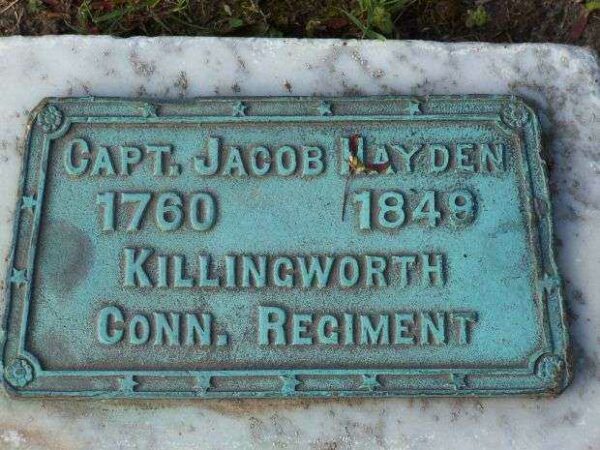 CAPT. JACOB HAYDEN
1760 1849
KILLINGWORTH
CONN. REGIMENT